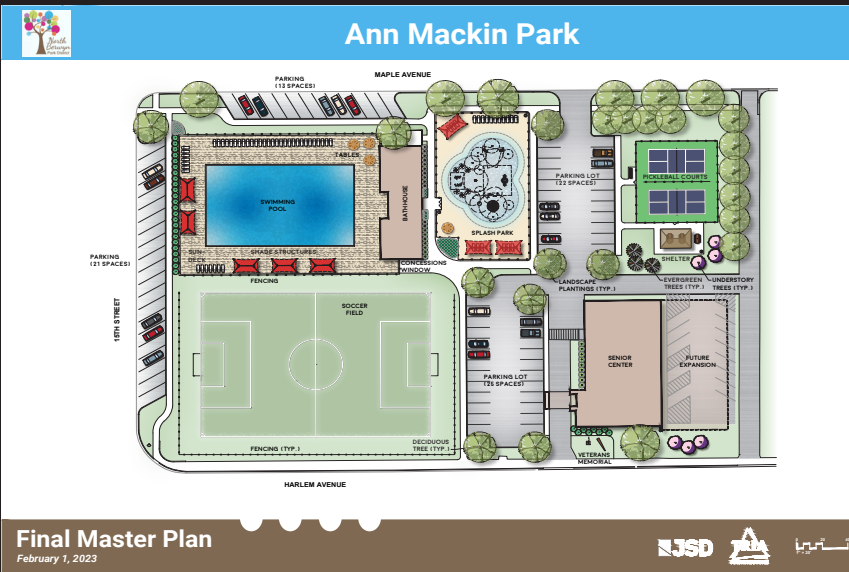 North
Berwyn
Park District
Ann Mackin Park
MAPLE AVENUE
PARKING
(13 SPACES)
TABLES
SWIMMING
POOL
BATHHOUSE
SPLASH PARK
PARKING LOT
(22 SPACES)
PICKLEBALL COURTS
SHELTER
SUN
DECK
SHADE STRUCTURES
CONCESSIONS
WINDOW
FENCING
LANDSCAPE
PLANTINGS (TYP.)
EVERGREEN
TREES (TYP.)
UNDERSTORY
TREES (TYP.)
PARKING
(21 SPACES)
15TH STREET
SOCCER
FIELD
PARKING LOT
(25 SPACES)
SENIOR
CENTER
FUTURE
EXPANSION
FENCING (TYP.)
DECIDUOUS
TREE (TYP.)
VETERANS
MEMORIAL
HARLEM AVENUE
Final Master Plan
February 1, 2023
JSD
TRIA